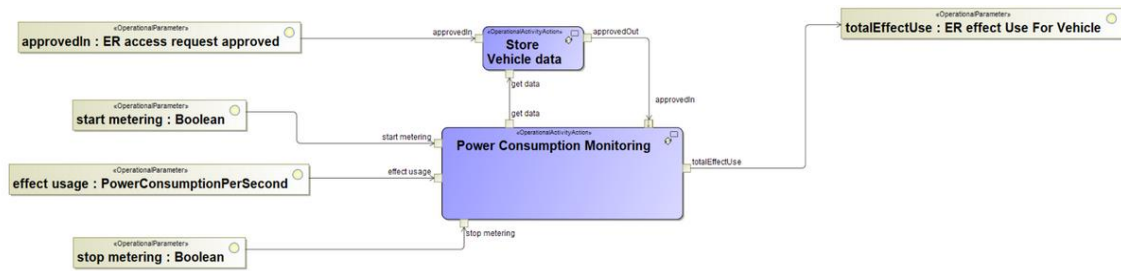 «OperationalParameter»
approvedIn : ER access request approved
approvedIn
«OperationalActivityAction»
Store
Vehicle data
approvedOut
«OperationalParameter»
totalEffectUse : ER effect Use For Vehicle
get data
get data
approvedIn
«OperationalParameter»
start metering : Boolean
start metering
«OperationalActivityAction»
Power Consumption Monitoring
totalEffectUse
«OperationalParameter»
effect usage : PowerConsumptionPerSecond
effect usage
stop metering
«OperationalParameter»
stop metering : Boolean